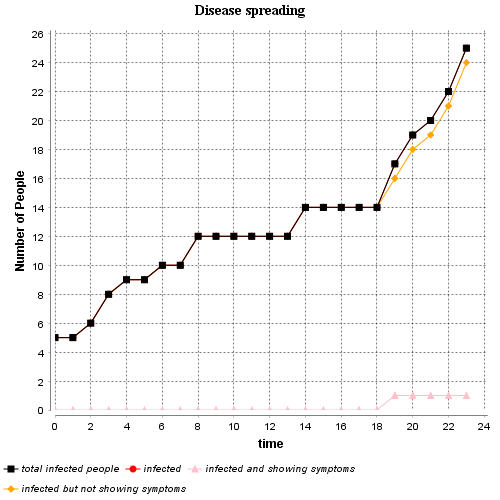 Disease spreading
Number of People
26
24
22
20
18
16
14
12
10
8
6
4
2
0
0 2 4 6 8 10 12 14 16 18 20 22 24
time
total infected people infected infected and showing symptoms
infected but not showing symptoms